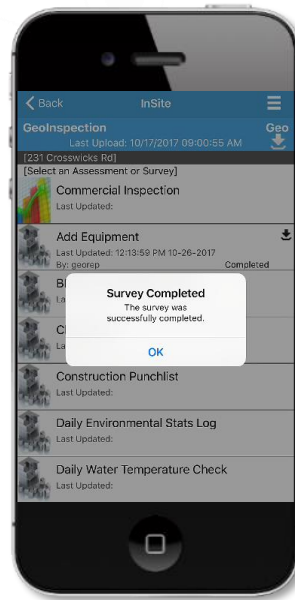 Back
InSite
GeoInspection
Geo
Last Upload: 10/17/2017 09:00:55 AM
[231 Crosswicks Rd]
[Select an Assessment or Survey]
Commercial Inspection
Last Updated:
Add Equipment
Last Updated: 12:13:59 PM 10-26-2017
By: georep
Completed
Survey Completed
The survey was
successfully completed.
OK
Construction Punchlist
Last Updated:
Daily Environmental Stats Log
Last Updated:
Daily Water Temperature Check
Last Updated: